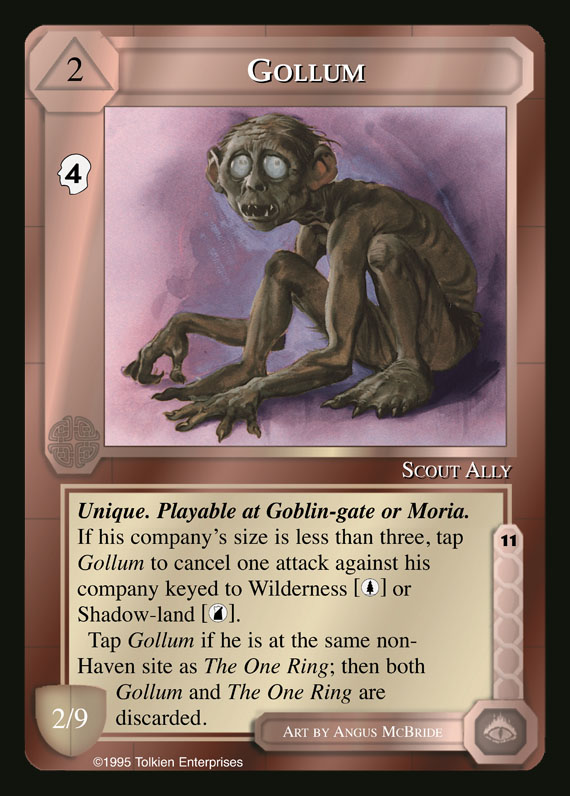 2
GOLLUM
4
SCOUT ALLY
Unique. Playable at Goblin-gate or Moria.
If his company's size is less than three, tap
Gollum to cancel one attack against his
company keyed to Wilderness [ ] or
Shadow-land [ ].
Tap Gollum if he is at the same non-
Haven site as The One Ring; then both
Gollum and The One Ring are
discarded.
11
2/9
ART BY ANGUS MCBRIDE
©1995 Tolkien Enterprises